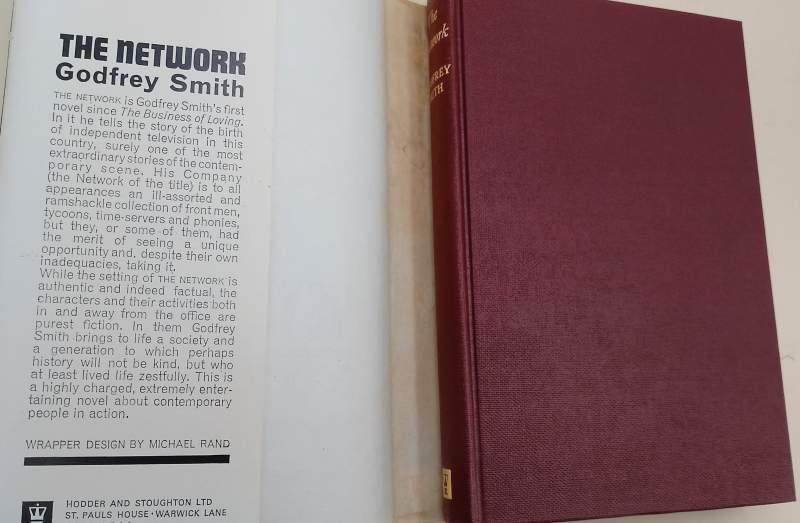 THE NETWORK
Godfrey Smith
THE NETWORK is Godfrey Smith's first
novel since The Business of Loving.
In it he tells the story of the birth
of independent television in this
country, surely one of the most
extraordinary stories of the contem-
porary scene. His Company
(the Network of the title) is to all
appearances an ill-assorted and
ramshackle collection of front men,
tycoons, time-servers and phonies,
but they, or some of them, had
the merit of seeing a unique
opportunity and. despite their own
inadequacies, taking it.
While the setting of THE NETWORK is
authentic and indeed factual, the
characters and their activities both
in and away from the office are
purest fiction. In them Godfrey
Smith brings to life a society and
a generation to which perhaps
history will not be kind, but who
at least lived life zestfully. This is
a highly charged, extremely enter-
taining novel about contemporary
people in action.
WRAPPER DESIGN BY MICHAEL RAND
HODDER AND STOUGHTON LTD
ST. PAULS HOUSE · WARWICK LANE